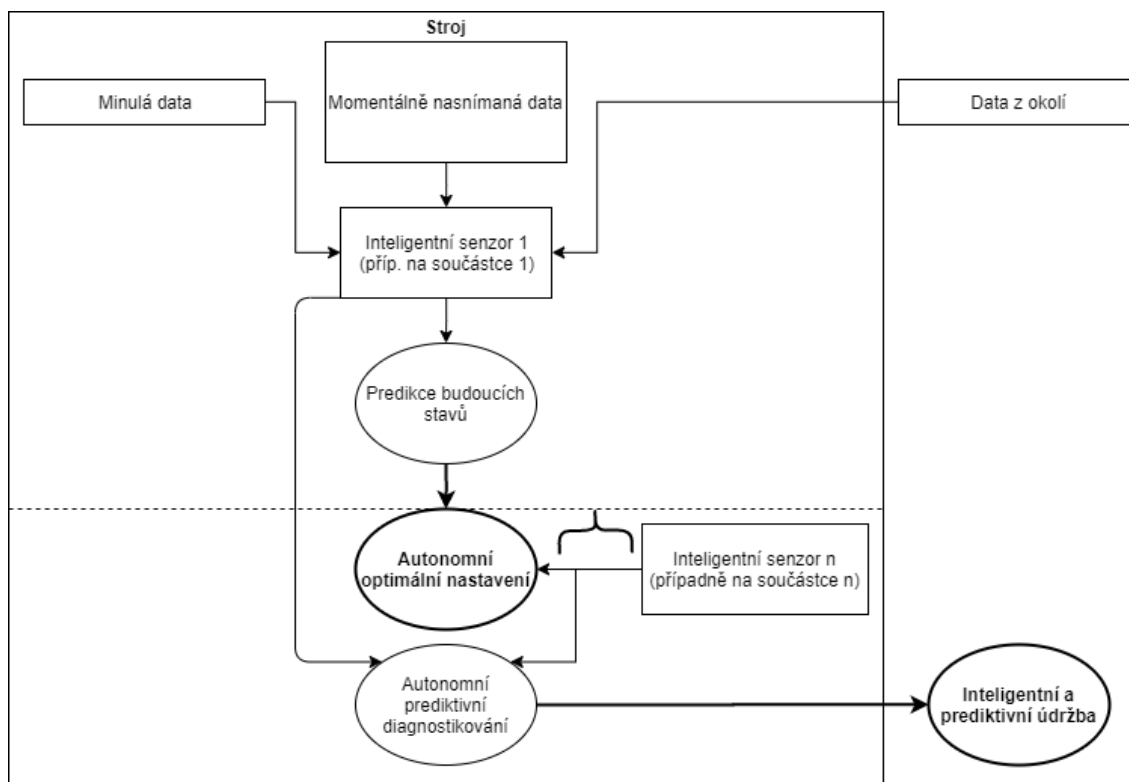 Stroj
Minulá data
Momentálně nasnímaná data
Data z okolí
Inteligentní senzor 1
(příp. na součástce 1)
Predikce budoucích
stavů
Autonomní
optimální nastavení
Inteligentní senzor n
(případně na součástce n)
Autonomní
prediktivní
diagnostikování
Inteligentní a
prediktivní údržba